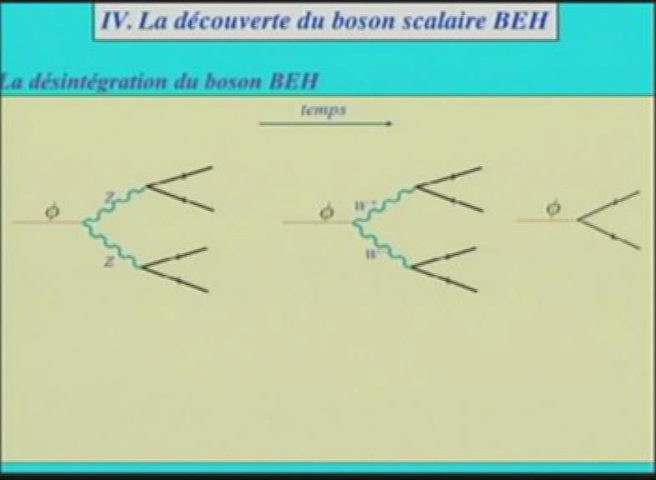 IV. La découverte du boson scalaire BEH
La désintégration du boson BEH
temps
ϕ Z ϕ W⁺ ϕ
Z W